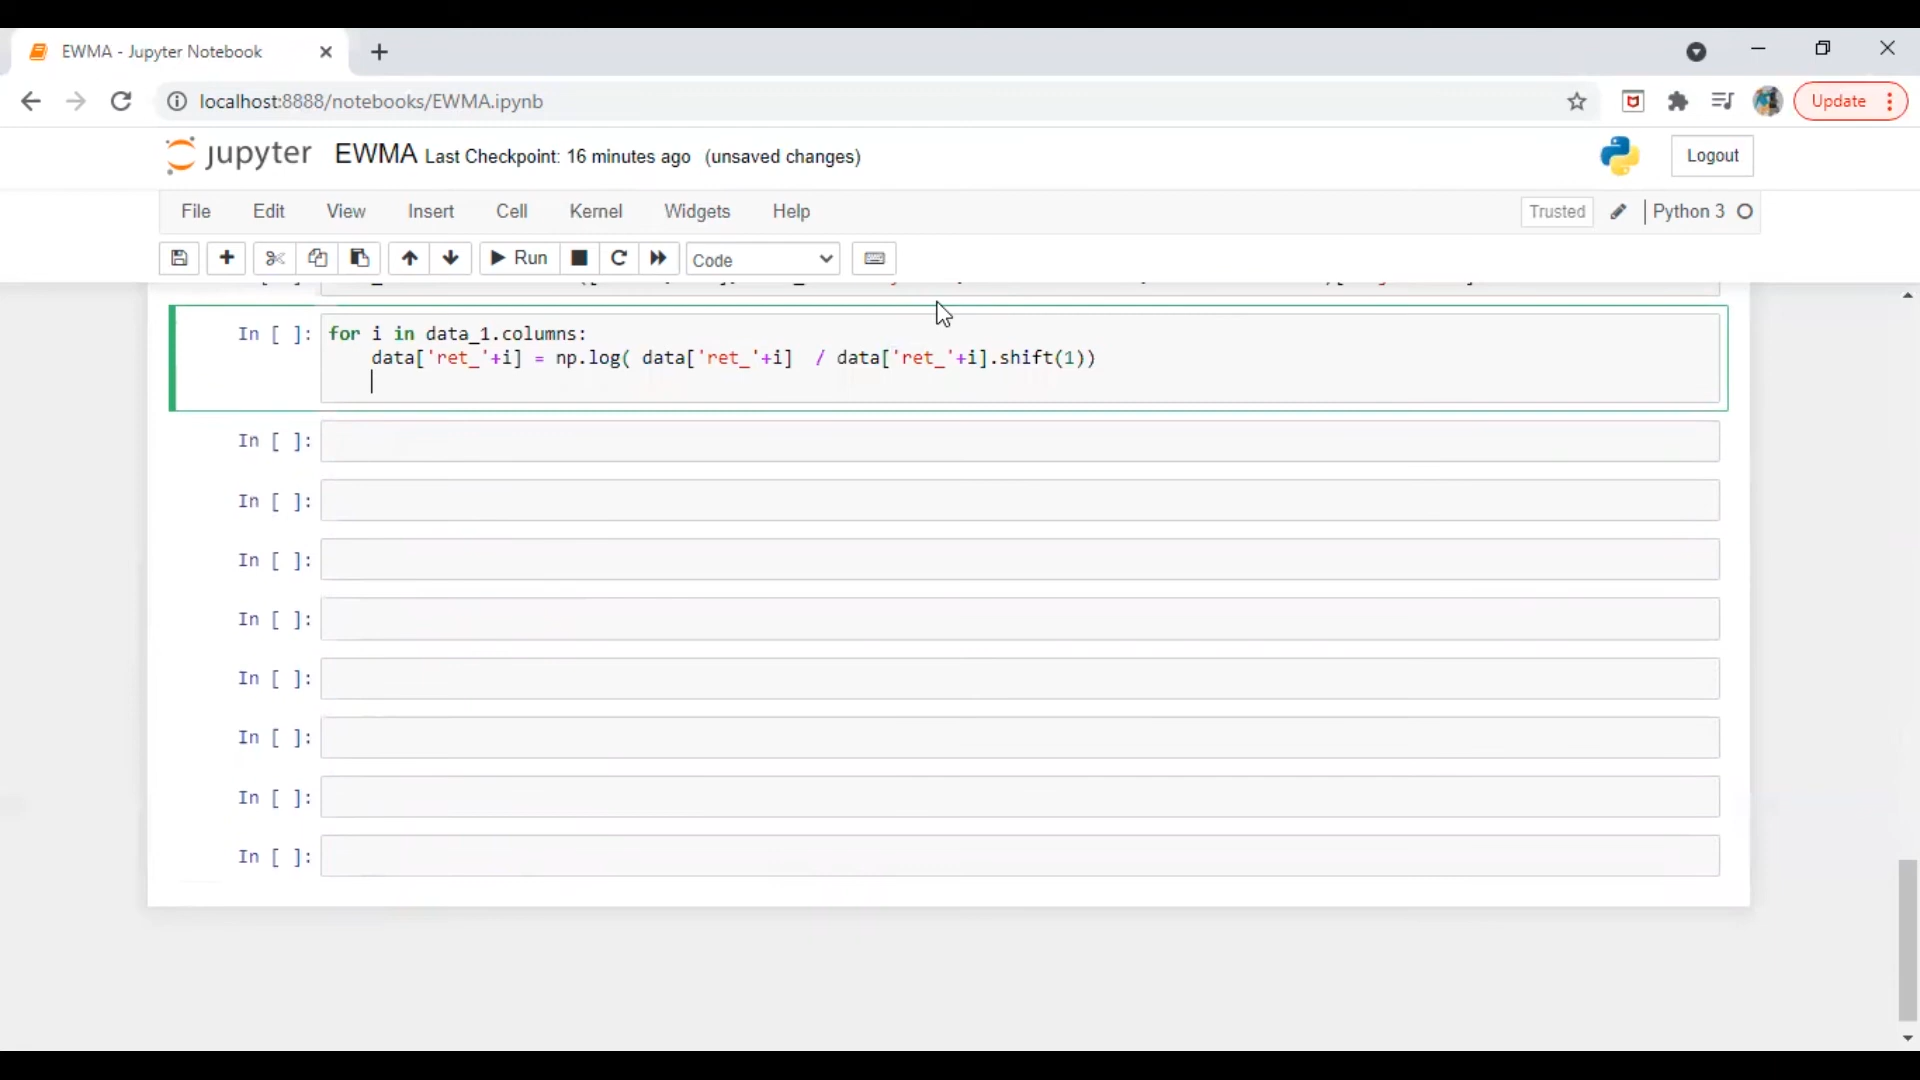 EWMA - Jupyter Notebook
localhost:8888/notebooks/EWMA.ipynb
Update
jupyter EWMA Last Checkpoint: 16 minutes ago (unsaved changes)
Logout
File Edit View Insert Cell Kernel Widgets Help
Trusted Python 3
Run Code
In [ ]: for i in data_1.columns:
data['ret_'+i] = np.log( data['ret_'+i]  / data['ret_'+i].shift(1))
In [ ]:
In [ ]:
In [ ]:
In [ ]:
In [ ]:
In [ ]:
In [ ]:
In [ ]: